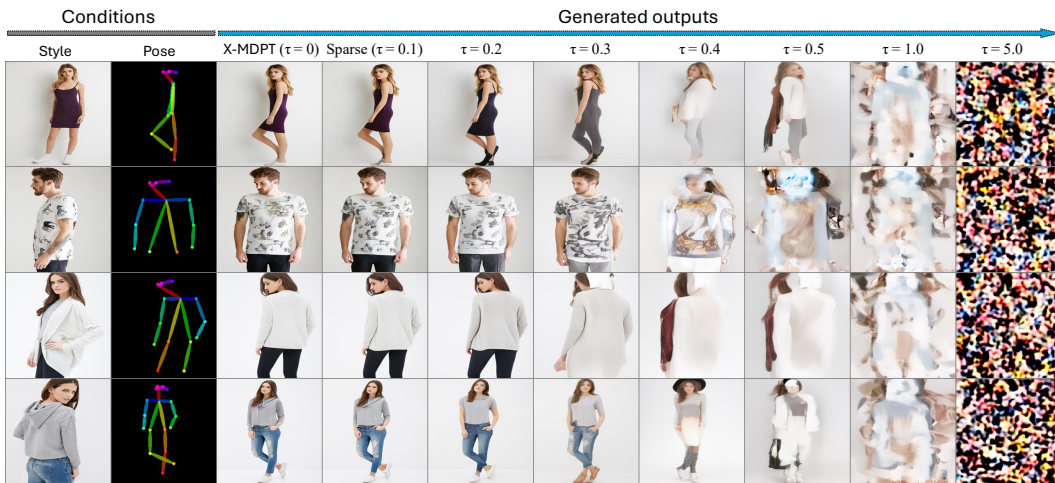 Conditions
Generated outputs
Style
Pose
X-MDPT (τ = 0)
Sparse (τ = 0.1)
τ = 0.2
τ = 0.3
τ = 0.4
τ = 0.5
τ = 1.0
τ = 5.0